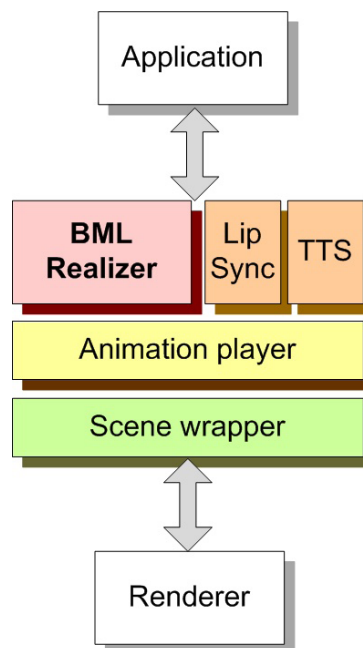 Application
BML
Realizer
Lip
Sync
TTS
Animation player
Scene wrapper
Renderer